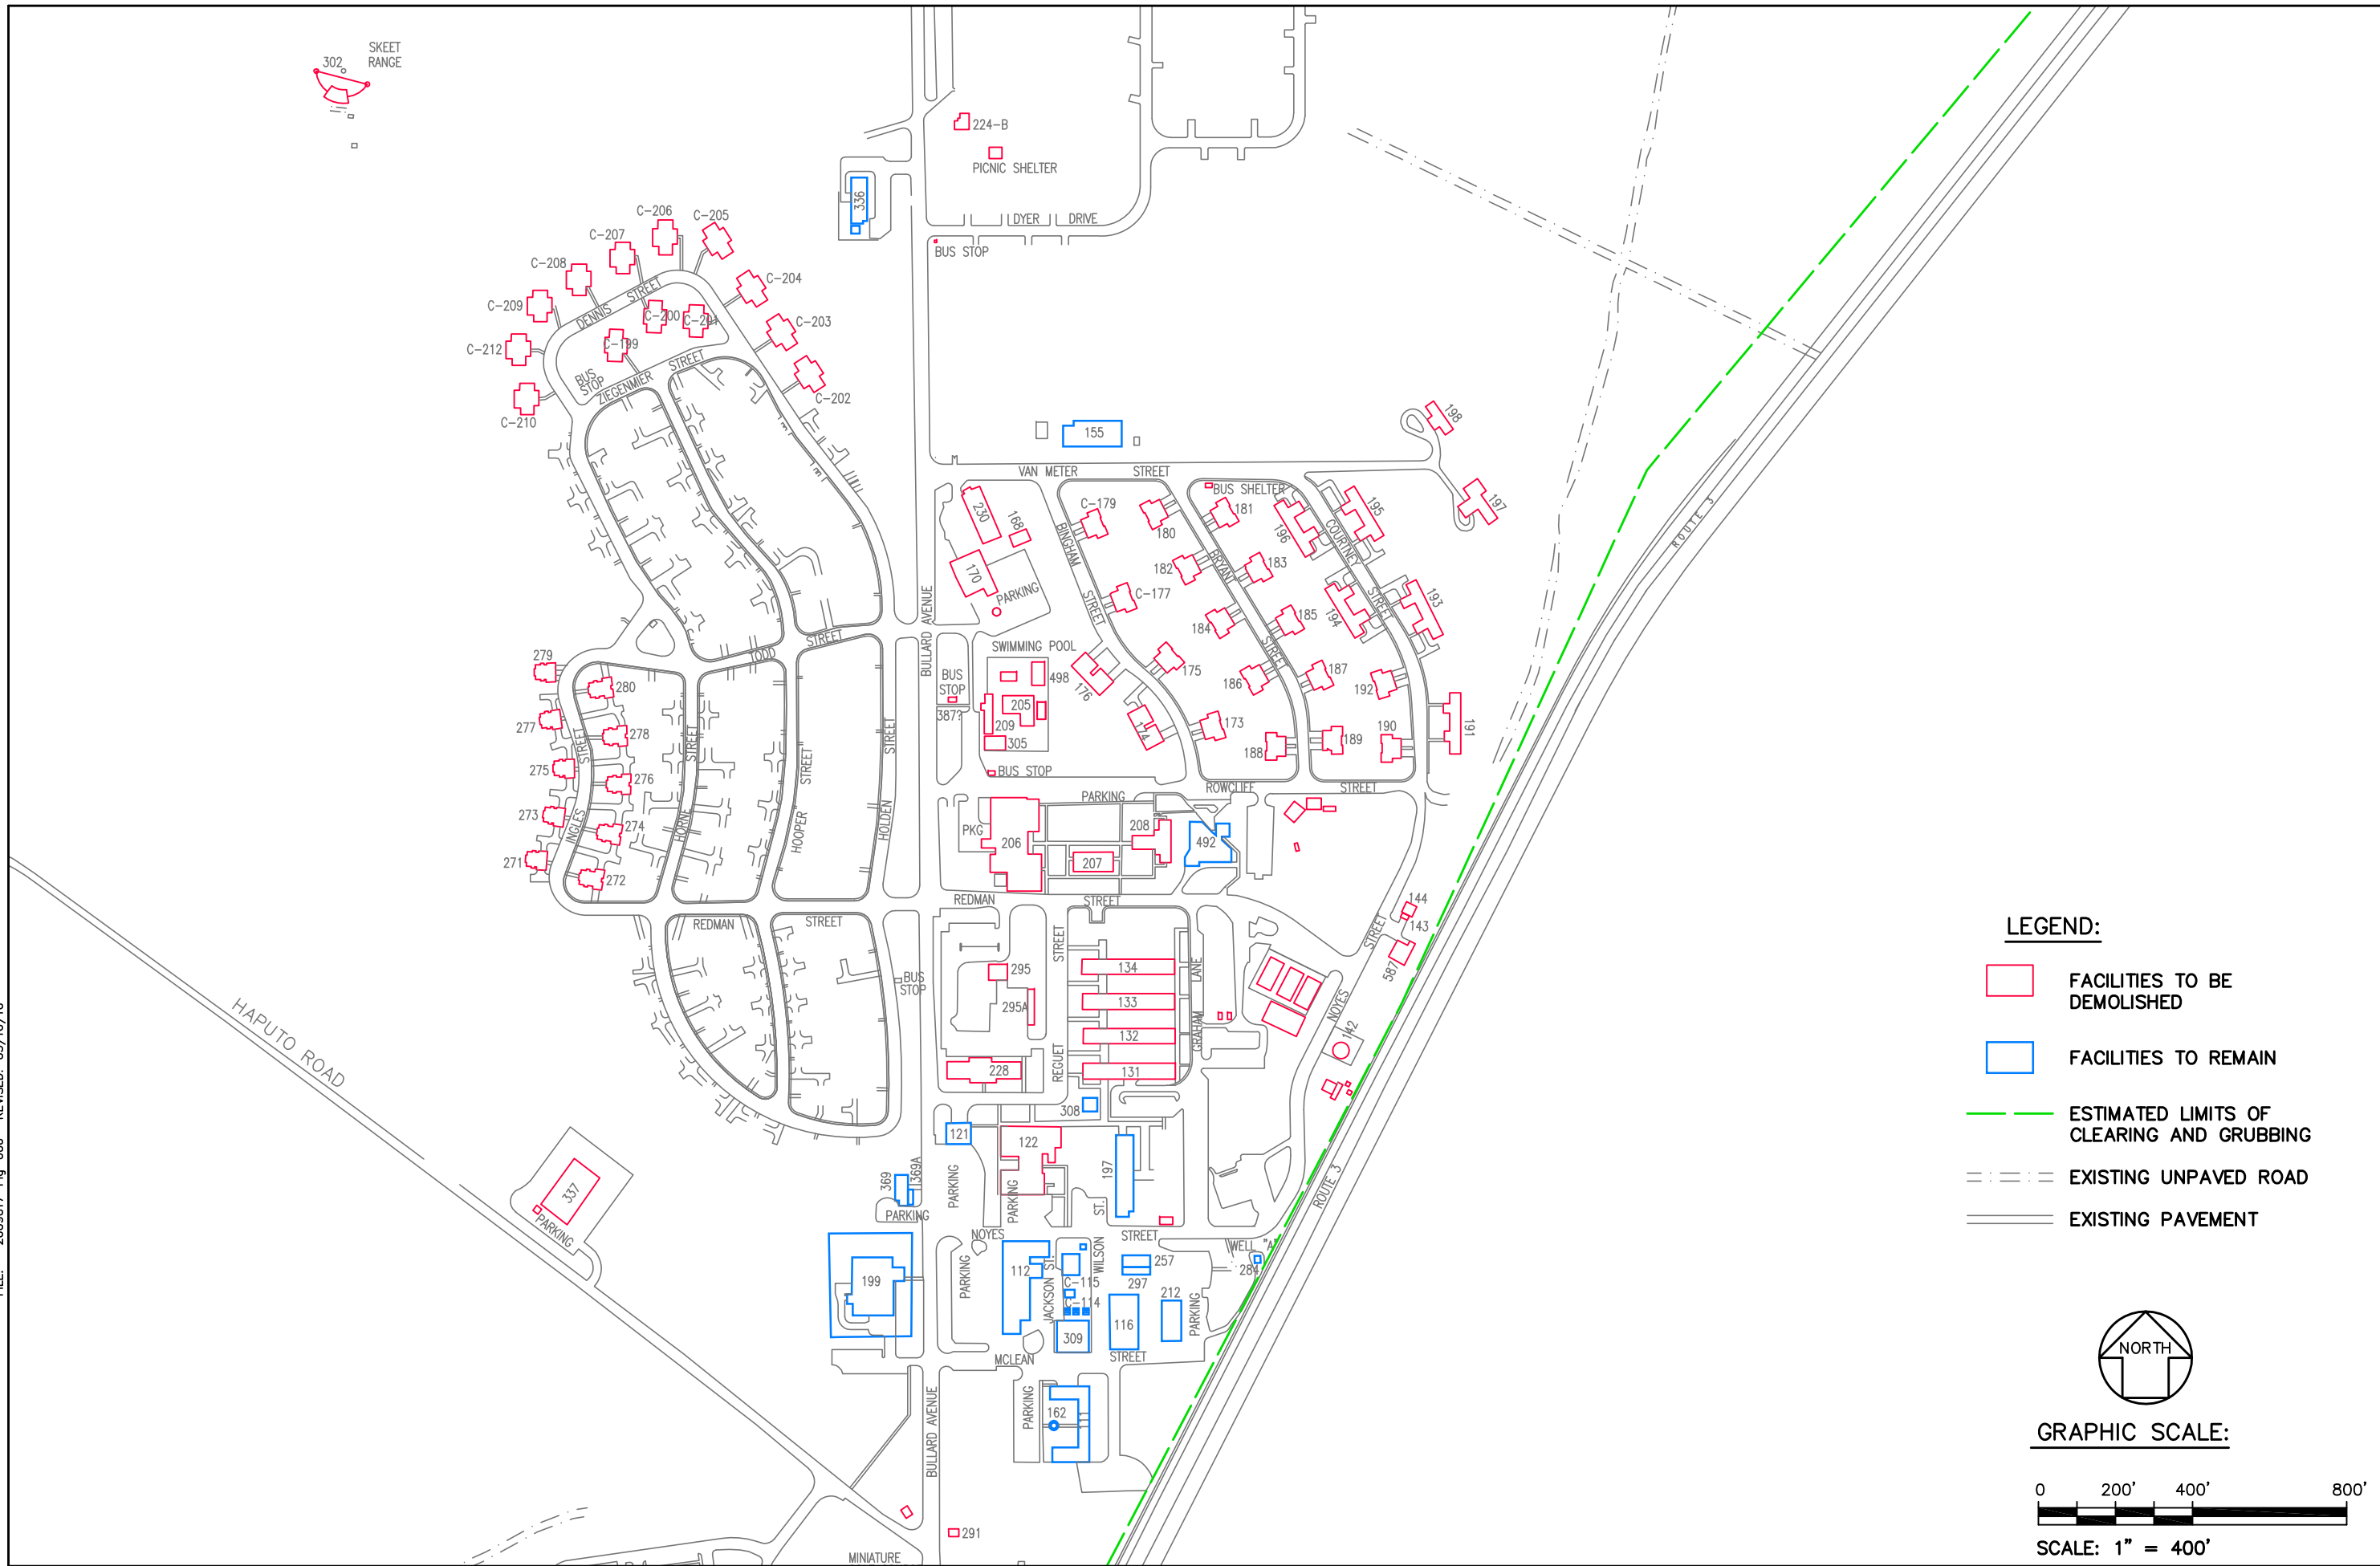 SKEET
RANGE
302
224-B
PICNIC SHELTER
336
DYER DRIVE
BUS STOP
C-206
C-205
C-207
C-208
C-204
C-209
DENNIS STREET
C-200
C-201
C-203
C-212
C-199
BUS
STOP
ZIEGENMIER STREET
C-202
C-210
155
198
VAN METER STREET
BUS SHELTER
197
230
168
C-179
180
181
196
195
COURTNEY STREET
BINGHAM STREET
BRYANT STREET
170
PARKING
182
183
C-177
184
185
194
193
BULLARD AVENUE
TODD STREET
SWIMMING POOL
279
280
BUS
STOP
387?
498
205
209
305
176
175
186
187
192
277
278
174
173
188
189
190
191
INGLES STREET
HORNE STREET
HOOPER STREET
HOLDEN STREET
275
276
BUS STOP
ROWCLIFF STREET
PARKING
273
274
PKG
206
208
207
492
271
272
REDMAN STREET
REDMAN STREET
144
143
587
NOYES STREET
BUS
STOP
295
295A
REGUET STREET
GRAHAM LANE
134
133
132
131
142
228
308
121
122
197
369
369A
PARKING
PARKING
PARKING
337
PARKING
HAPUTO ROAD
NOYES STREET
WILSON ST.
WELL "A"
284
199
PARKING
112
JACKSON ST.
C-115
C-114
257
297
212
116
309
PARKING
MCLEAN STREET
PARKING
162
111
BULLARD AVENUE
291
MINIATURE
ROUTE 3
ROUTE 3
LEGEND:
FACILITIES TO BE
DEMOLISHED
FACILITIES TO REMAIN
ESTIMATED LIMITS OF
CLEARING AND GRUBBING
EXISTING UNPAVED ROAD
EXISTING PAVEMENT
NORTH
GRAPHIC SCALE:
0 200' 400' 800'
SCALE: 1" = 400'